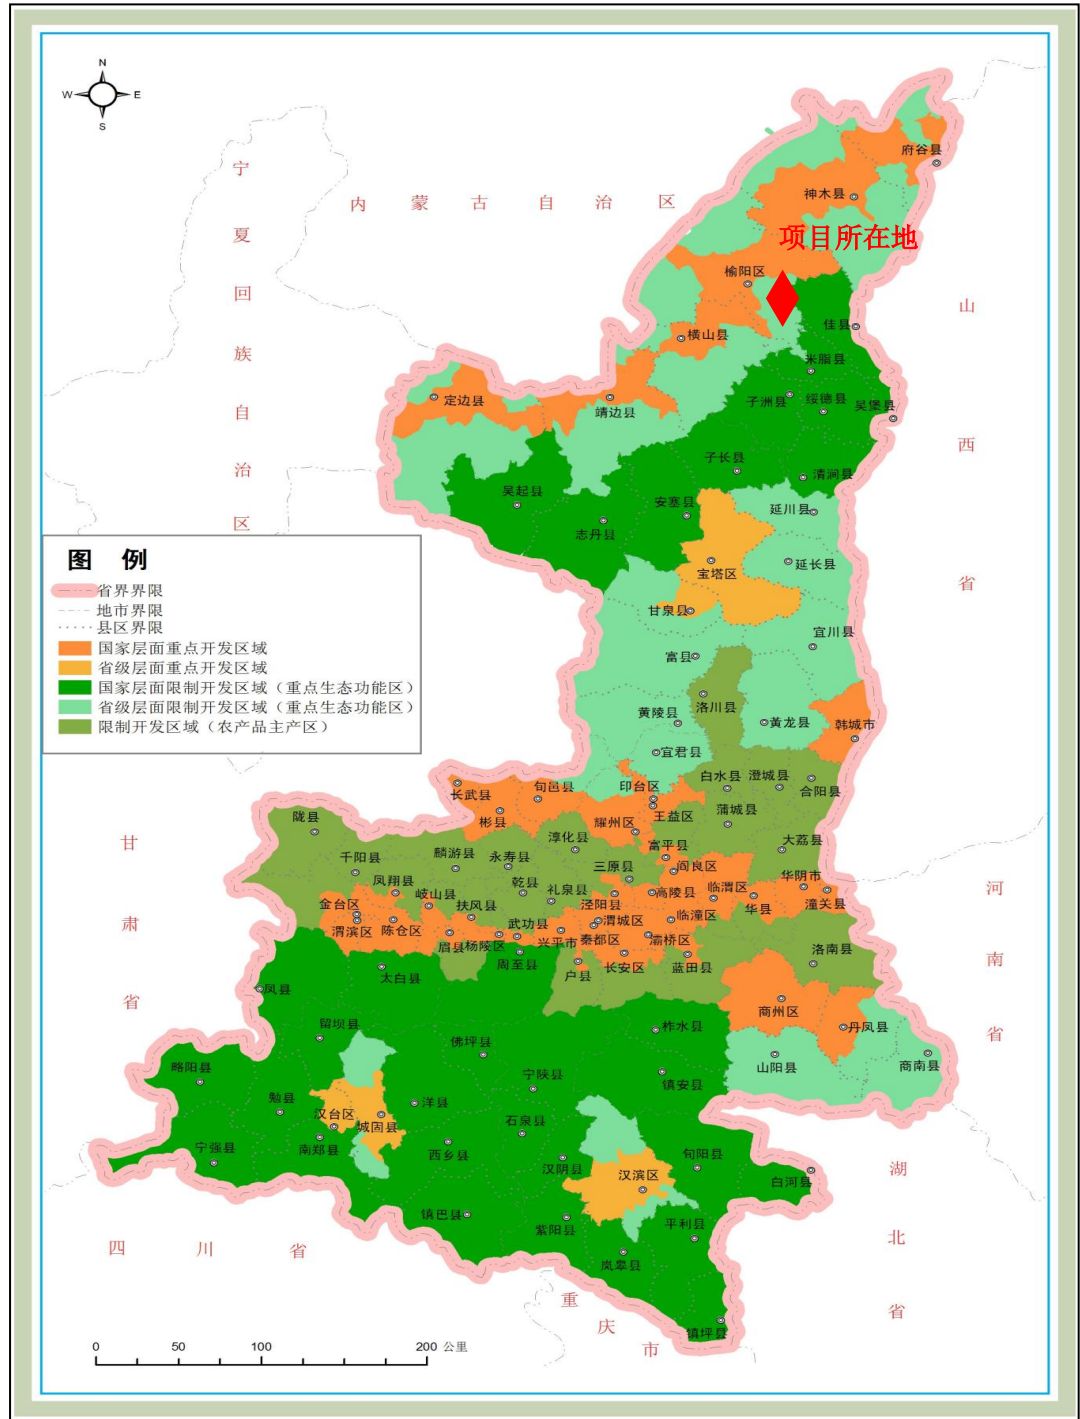 N
W E
S
宁夏回族自治区
内蒙古自治区
府谷县
神木县
项目所在地
榆阳区
山西省
佳县
横山县
米脂县
定边县
靖边县
子洲县
绥德县
吴堡县
子长县
清涧县
吴起县
安塞县
延川县
志丹县
宝塔区
延长县
甘泉县
宜川县
富县
洛川县
黄陵县
黄龙县
韩城市
宜君县
图 例
省界界限
地市界限
县区界限
国家层面重点开发区域
省级层面重点开发区域
国家层面限制开发区域（重点生态功能区）
省级层面限制开发区域（重点生态功能区）
限制开发区域（农产品主产区）
长武县
旬邑县
印台区
白水县
澄城县
合阳县
彬县
耀州区
王益区
蒲城县
陇县
淳化县
富平县
大荔县
千阳县
麟游县
永寿县
三原县
阎良区
凤翔县
乾县
礼泉县
高陵县
临渭区
华阴市
金台区
岐山县
扶风县
泾阳县
华县
潼关县
渭滨区
陈仓区
武功县
渭城区
临潼区
眉县
杨陵区
兴平市
秦都区
灞桥区
周至县
户县
长安区
蓝田县
洛南县
太白县
甘肃省
河南省
凤县
商州区
留坝县
柞水县
丹凤县
佛坪县
山阳县
商南县
略阳县
宁陕县
镇安县
勉县
汉台区
城固县
洋县
石泉县
宁强县
南郑县
西乡县
汉阴县
汉滨区
旬阳县
白河县
镇巴县
紫阳县
平利县
岚皋县
镇坪县
四川省
重庆市
湖北省
0 50 100 200 公里